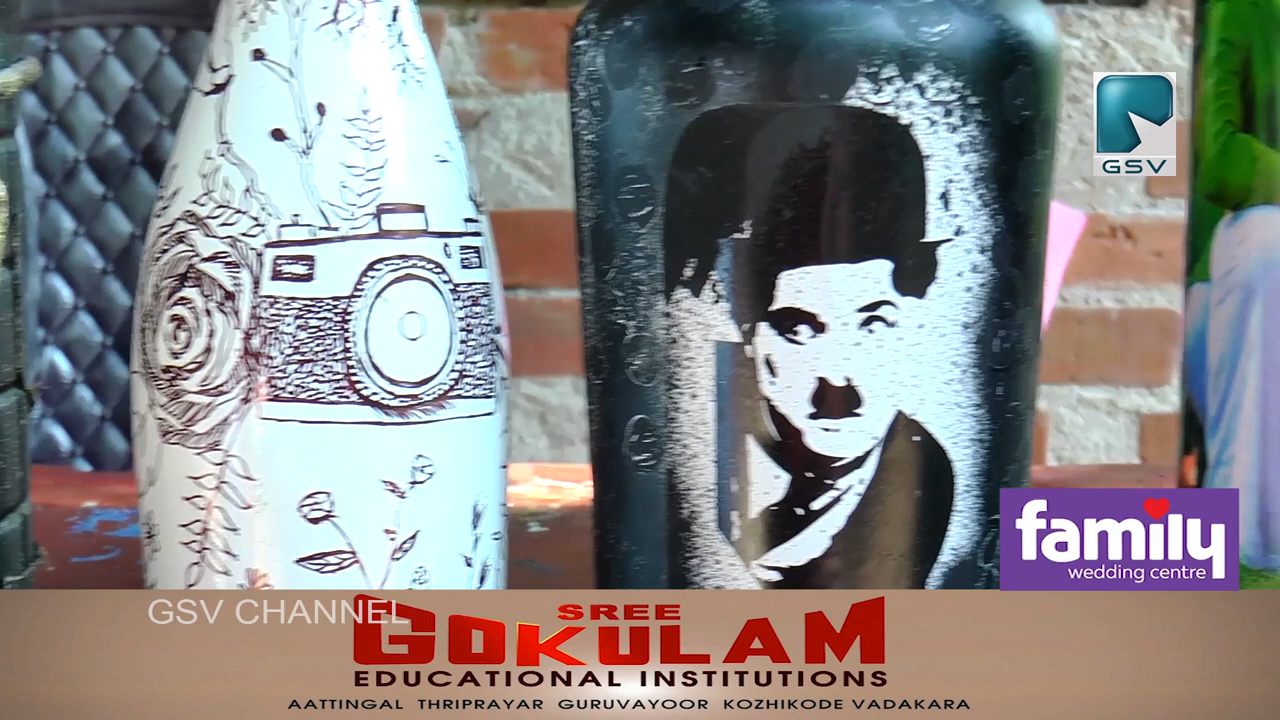 GSV
family
wedding centre
GSV CHANNEL
SREE
GOKULAM
EDUCATIONAL INSTITUTIONS
AATTINGAL THRIPRAYAR GURUVAYOOR KOZHIKODE VADAKARA